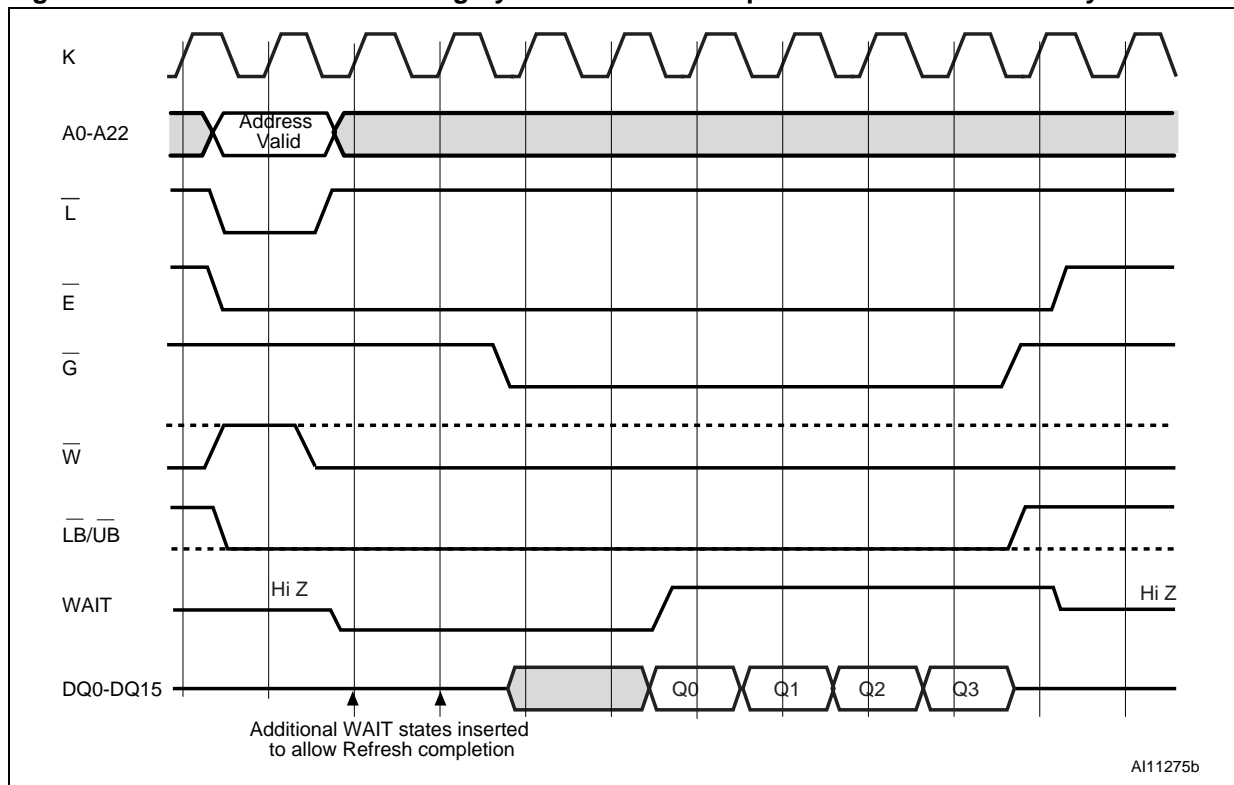 K
A0-A22
Address
Valid
L
E
G
W
LB/UB
WAIT
Hi Z
Hi Z
DQ0-DQ15
Q0
Q1
Q2
Q3
Additional WAIT states inserted
to allow Refresh completion
AI11275b